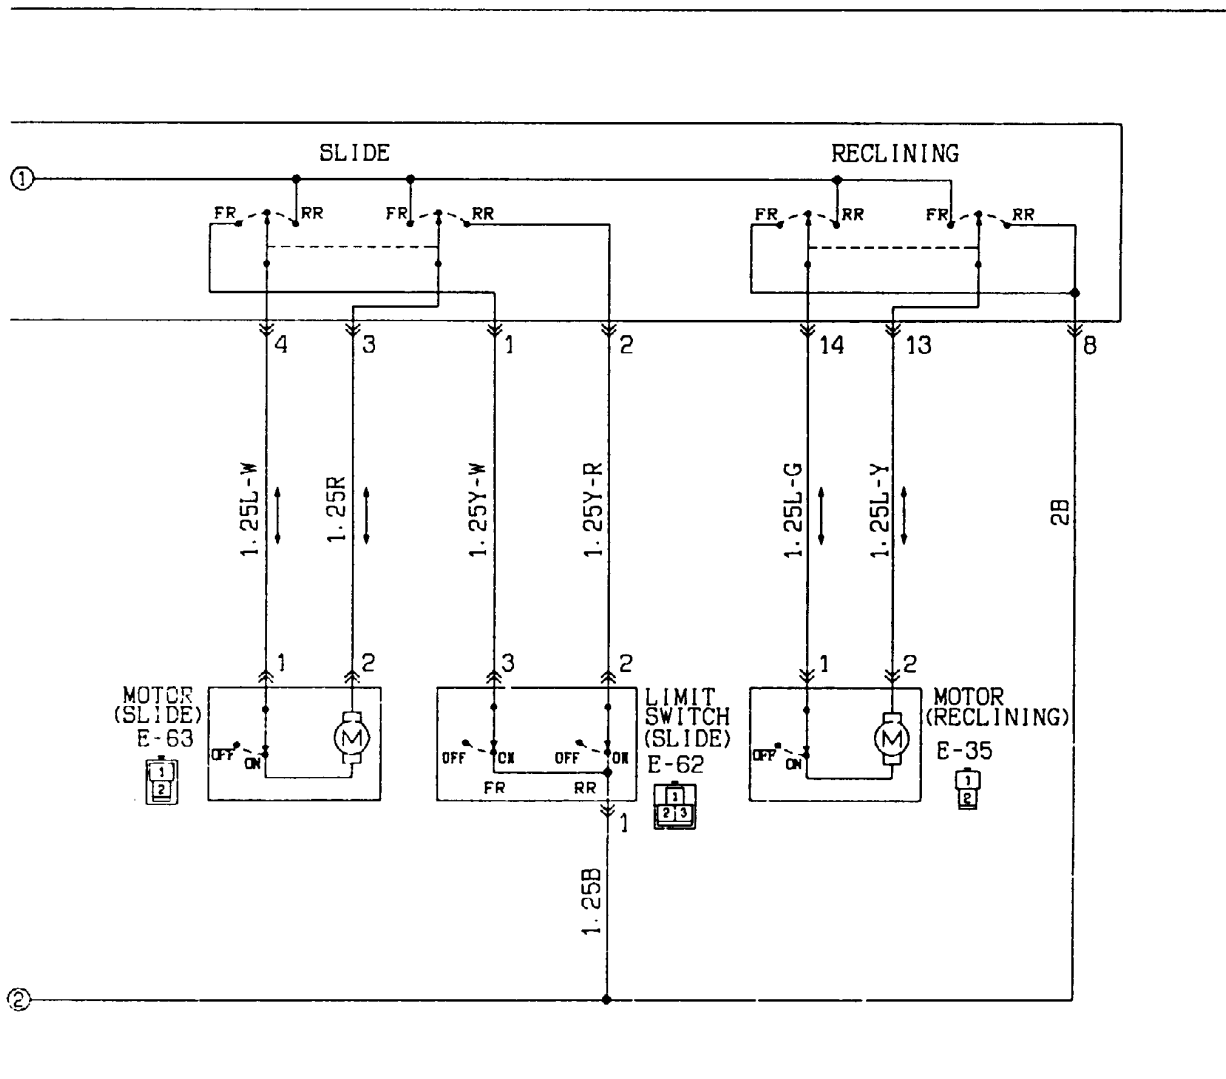 SLIDE
RECLINING
1
FR
RR
FR
RR
FR
RR
FR
RR
4
3
1
2
14
13
8
1.25L-W
1.25R
1.25Y-W
1.25Y-R
1.25L-G
1.25L-Y
2B
1
2
3
2
1
2
MOTOR
(SLIDE)
E-63
1
2
OFF
ON
M
OFF
ON
OFF
ON
FR
RR
LIMIT
SWITCH
(SLIDE)
E-62
1
2 3
OFF
ON
M
MOTOR
(RECLINING)
E-35
1
2
1
1.25B
2